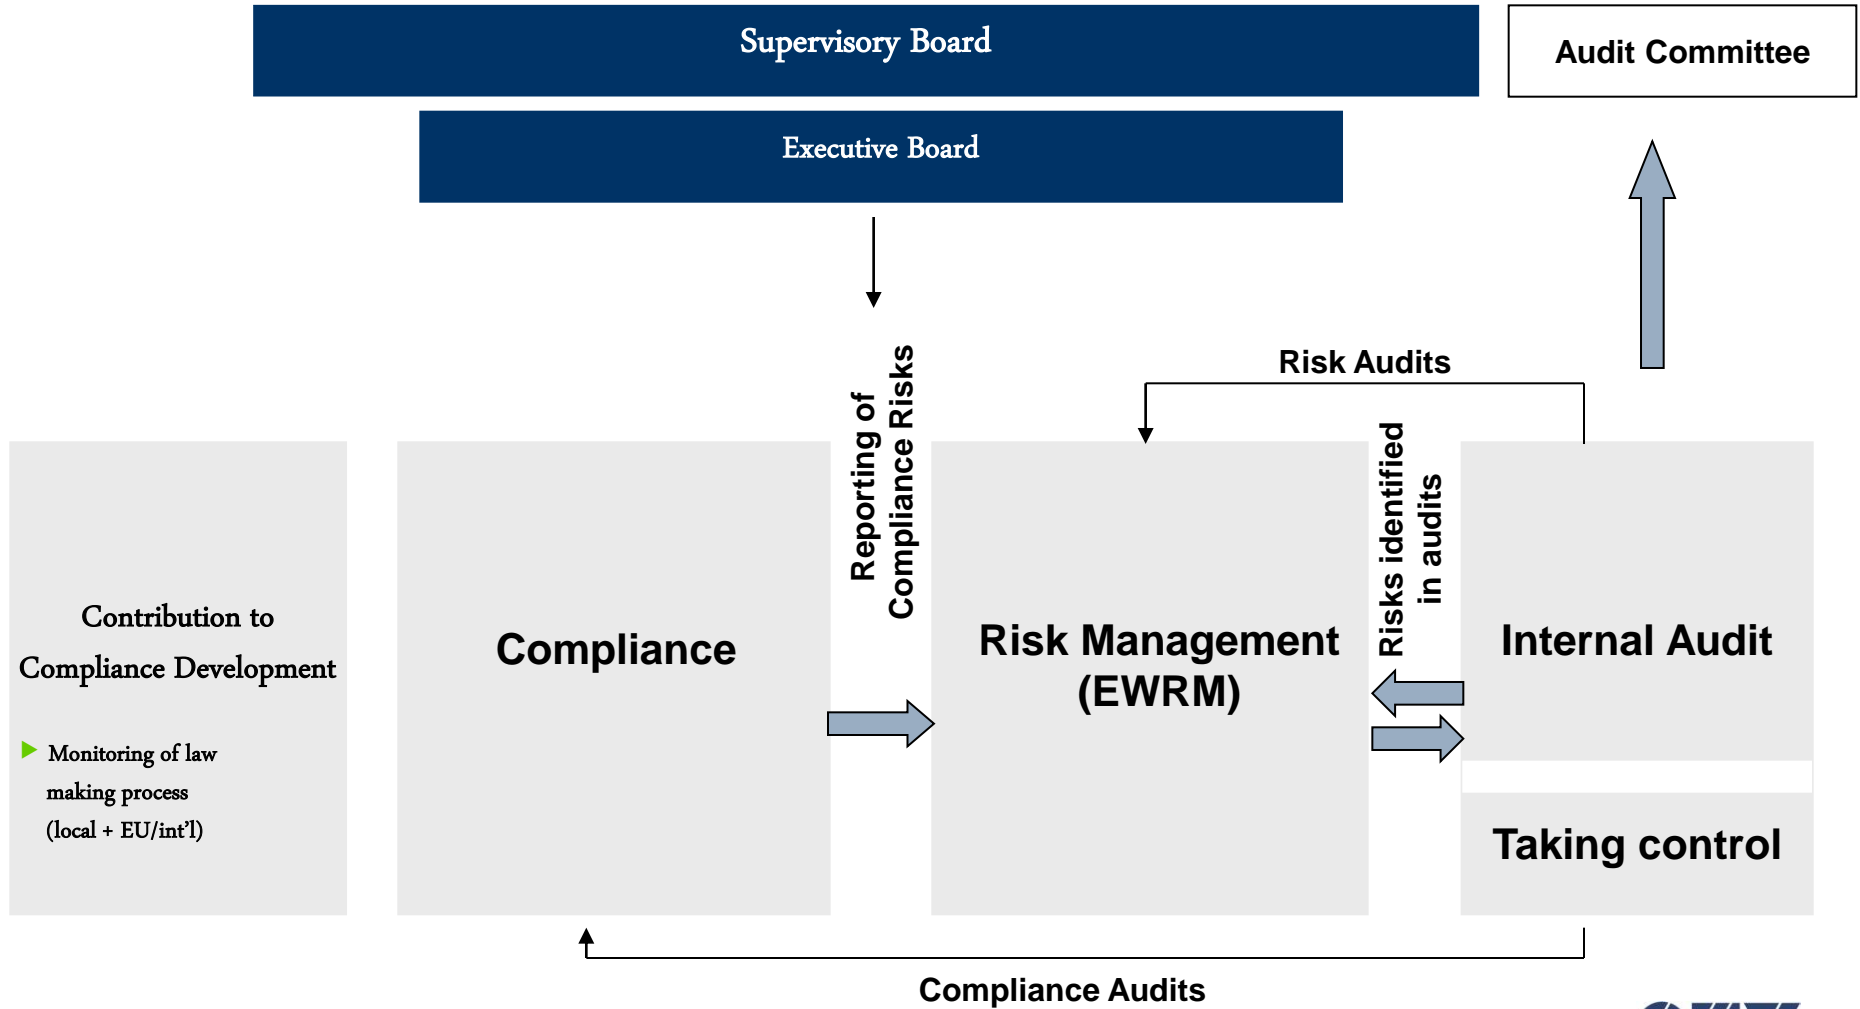 Supervisory Board
Audit Committee
Executive Board
Risk Audits
Reporting of
Compliance Risks
Risks identified
in audits
Contribution to
Compliance Development
Monitoring of law
making process
(local + EU/int’l)
Compliance
Risk Management
(EWRM)
Internal Audit
Taking control
Compliance Audits